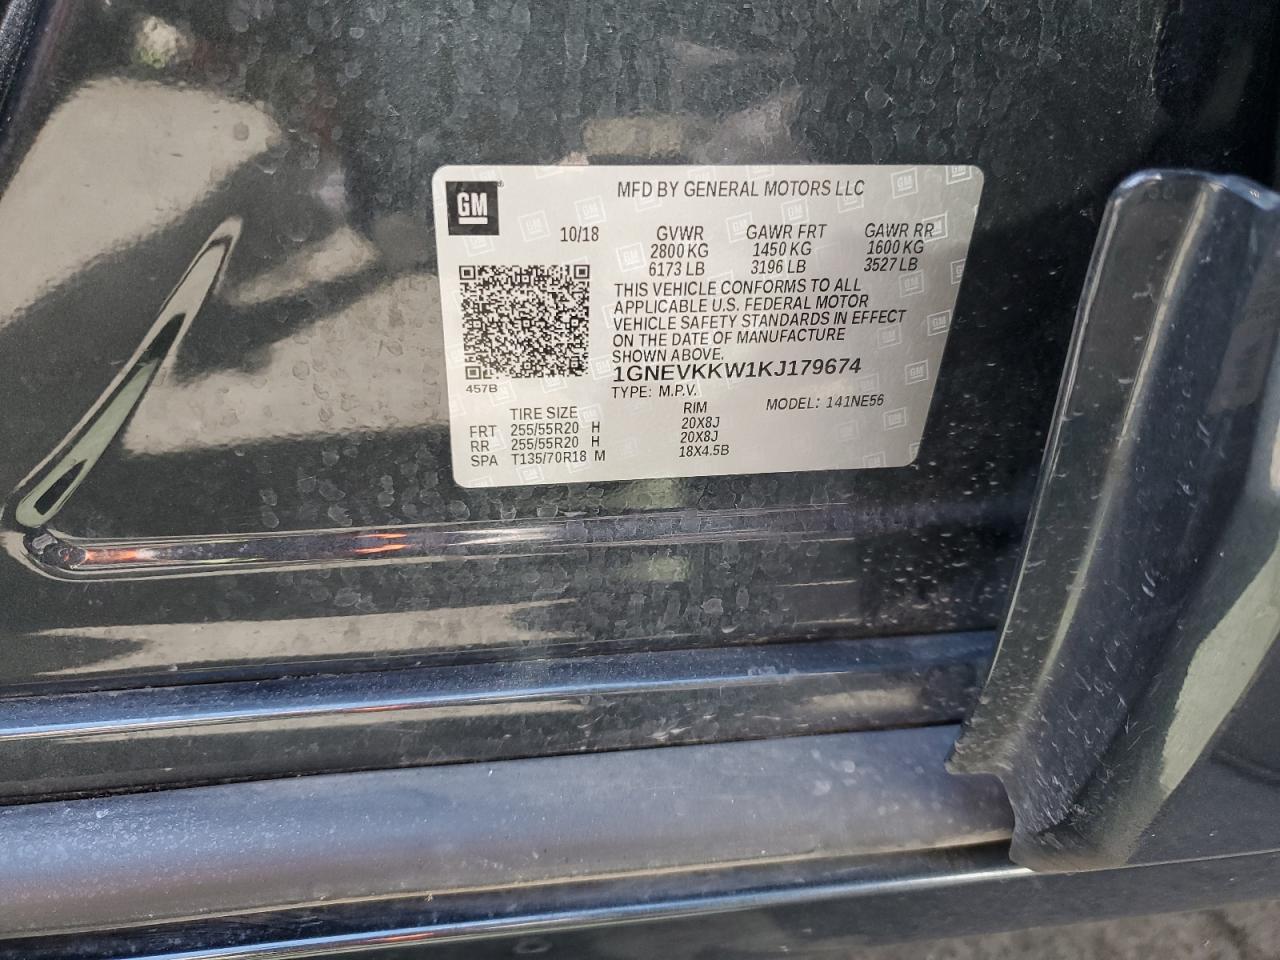 GM
MFD BY GENERAL MOTORS LLC
10/18 GVWR GAWR FRT GAWR RR
2800 KG 1450 KG 1600 KG
6173 LB 3196 LB 3527 LB
THIS VEHICLE CONFORMS TO ALL
APPLICABLE U.S. FEDERAL MOTOR
VEHICLE SAFETY STANDARDS IN EFFECT
ON THE DATE OF MANUFACTURE
SHOWN ABOVE.
1GNEVKKW1KJ179674
457B
TYPE: M.P.V. MODEL: 141NE56
TIRE SIZE RIM
FRT 255/55R20 H 20X8J
RR 255/55R20 H 20X8J
SPA T135/70R18 M 18X4.5B